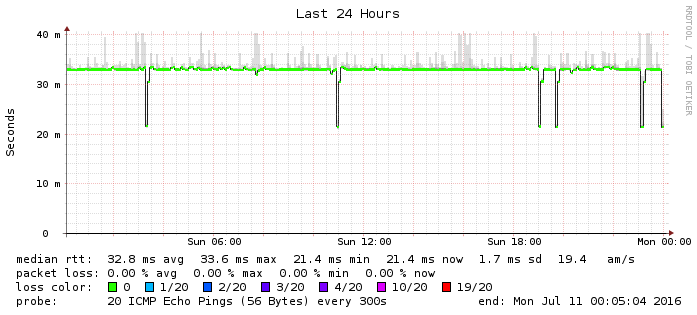 Last 24 Hours
RRDTOOL / TOBI OETIKER
Seconds
40 m
30 m
20 m
10 m
0
Sun 06:00 Sun 12:00 Sun 18:00 Mon 00:00
median rtt: 32.8 ms avg 33.6 ms max 21.4 ms min 21.4 ms now 1.7 ms sd 19.4 am/s
packet loss: 0.00 % avg 0.00 % max 0.00 % min 0.00 % now
loss color: 0 1/20 2/20 3/20 4/20 10/20 19/20
probe: 20 ICMP Echo Pings (56 Bytes) every 300s end: Mon Jul 11 00:05:04 2016